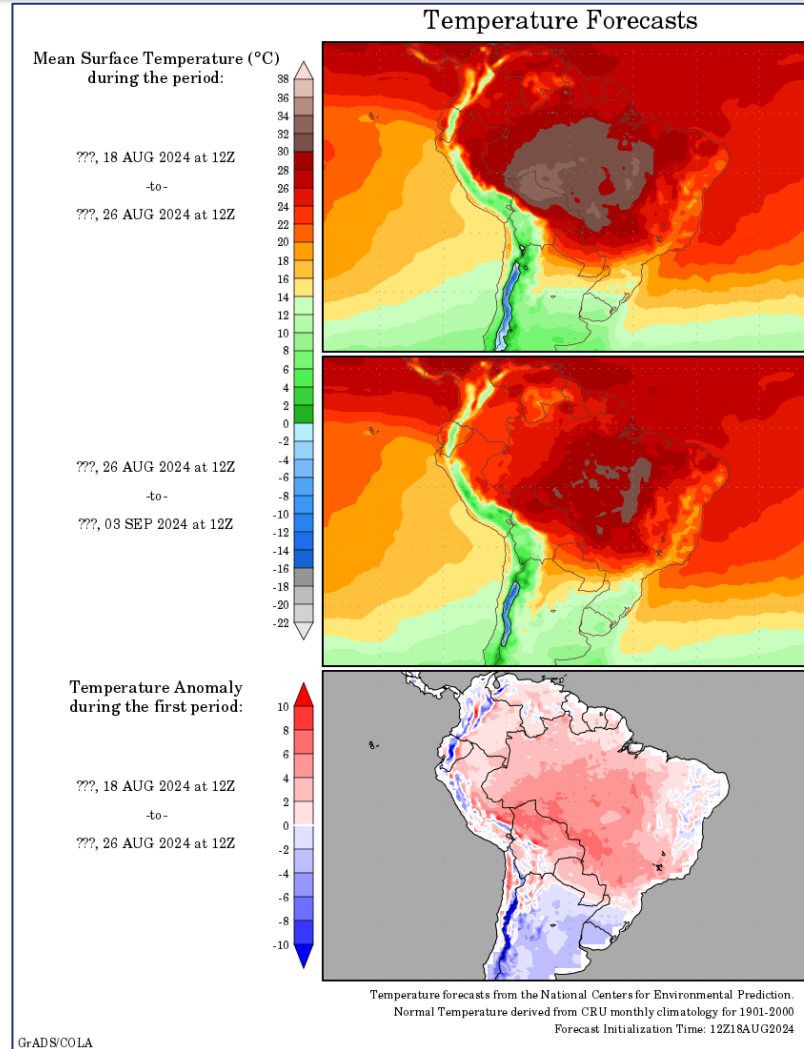 Temperature Forecasts
Mean Surface Temperature (°C)
during the period:
???, 18 AUG 2024 at 12Z
-to-
???, 26 AUG 2024 at 12Z
38
36
34
32
30
28
26
24
22
20
18
16
14
12
10
8
6
4
2
0
-2
-4
-6
-8
-10
-12
-14
-16
-18
-20
-22
???, 26 AUG 2024 at 12Z
-to-
???, 03 SEP 2024 at 12Z
Temperature Anomaly
during the first period:
???, 18 AUG 2024 at 12Z
-to-
???, 26 AUG 2024 at 12Z
10
8
6
4
2
0
-2
-4
-6
-8
-10
Temperature forecasts from the National Centers for Environmental Prediction.
Normal Temperature derived from CRU monthly climatology for 1901-2000
Forecast Initialization Time: 12Z18AUG2024
GrADS/COLA